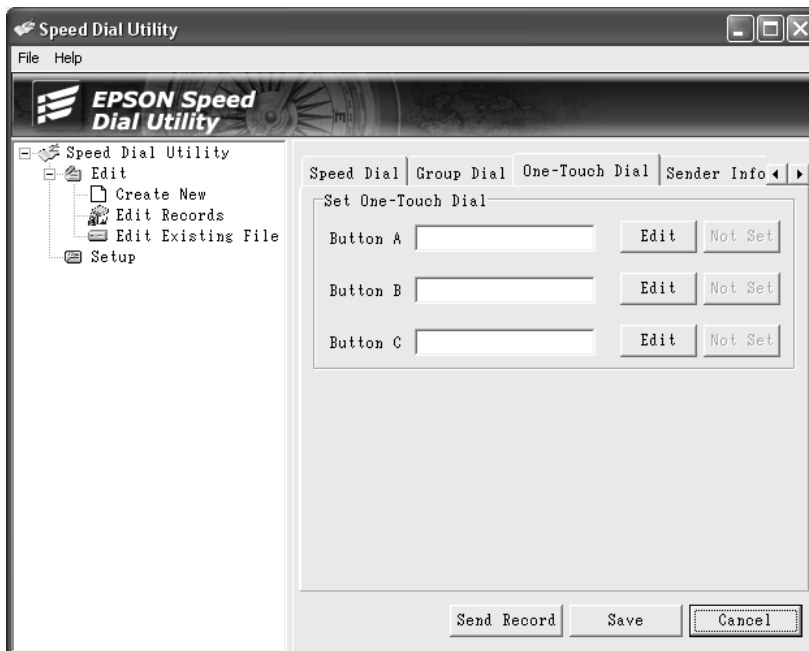 Speed Dial Utility
File Help
EPSON Speed
Dial Utility
Speed Dial Utility
Edit
Create New
Edit Records
Edit Existing File
Setup
Speed Dial Group Dial One-Touch Dial Sender Info
Set One-Touch Dial
Button A Edit Not Set
Button B Edit Not Set
Button C Edit Not Set
Send Record Save Cancel